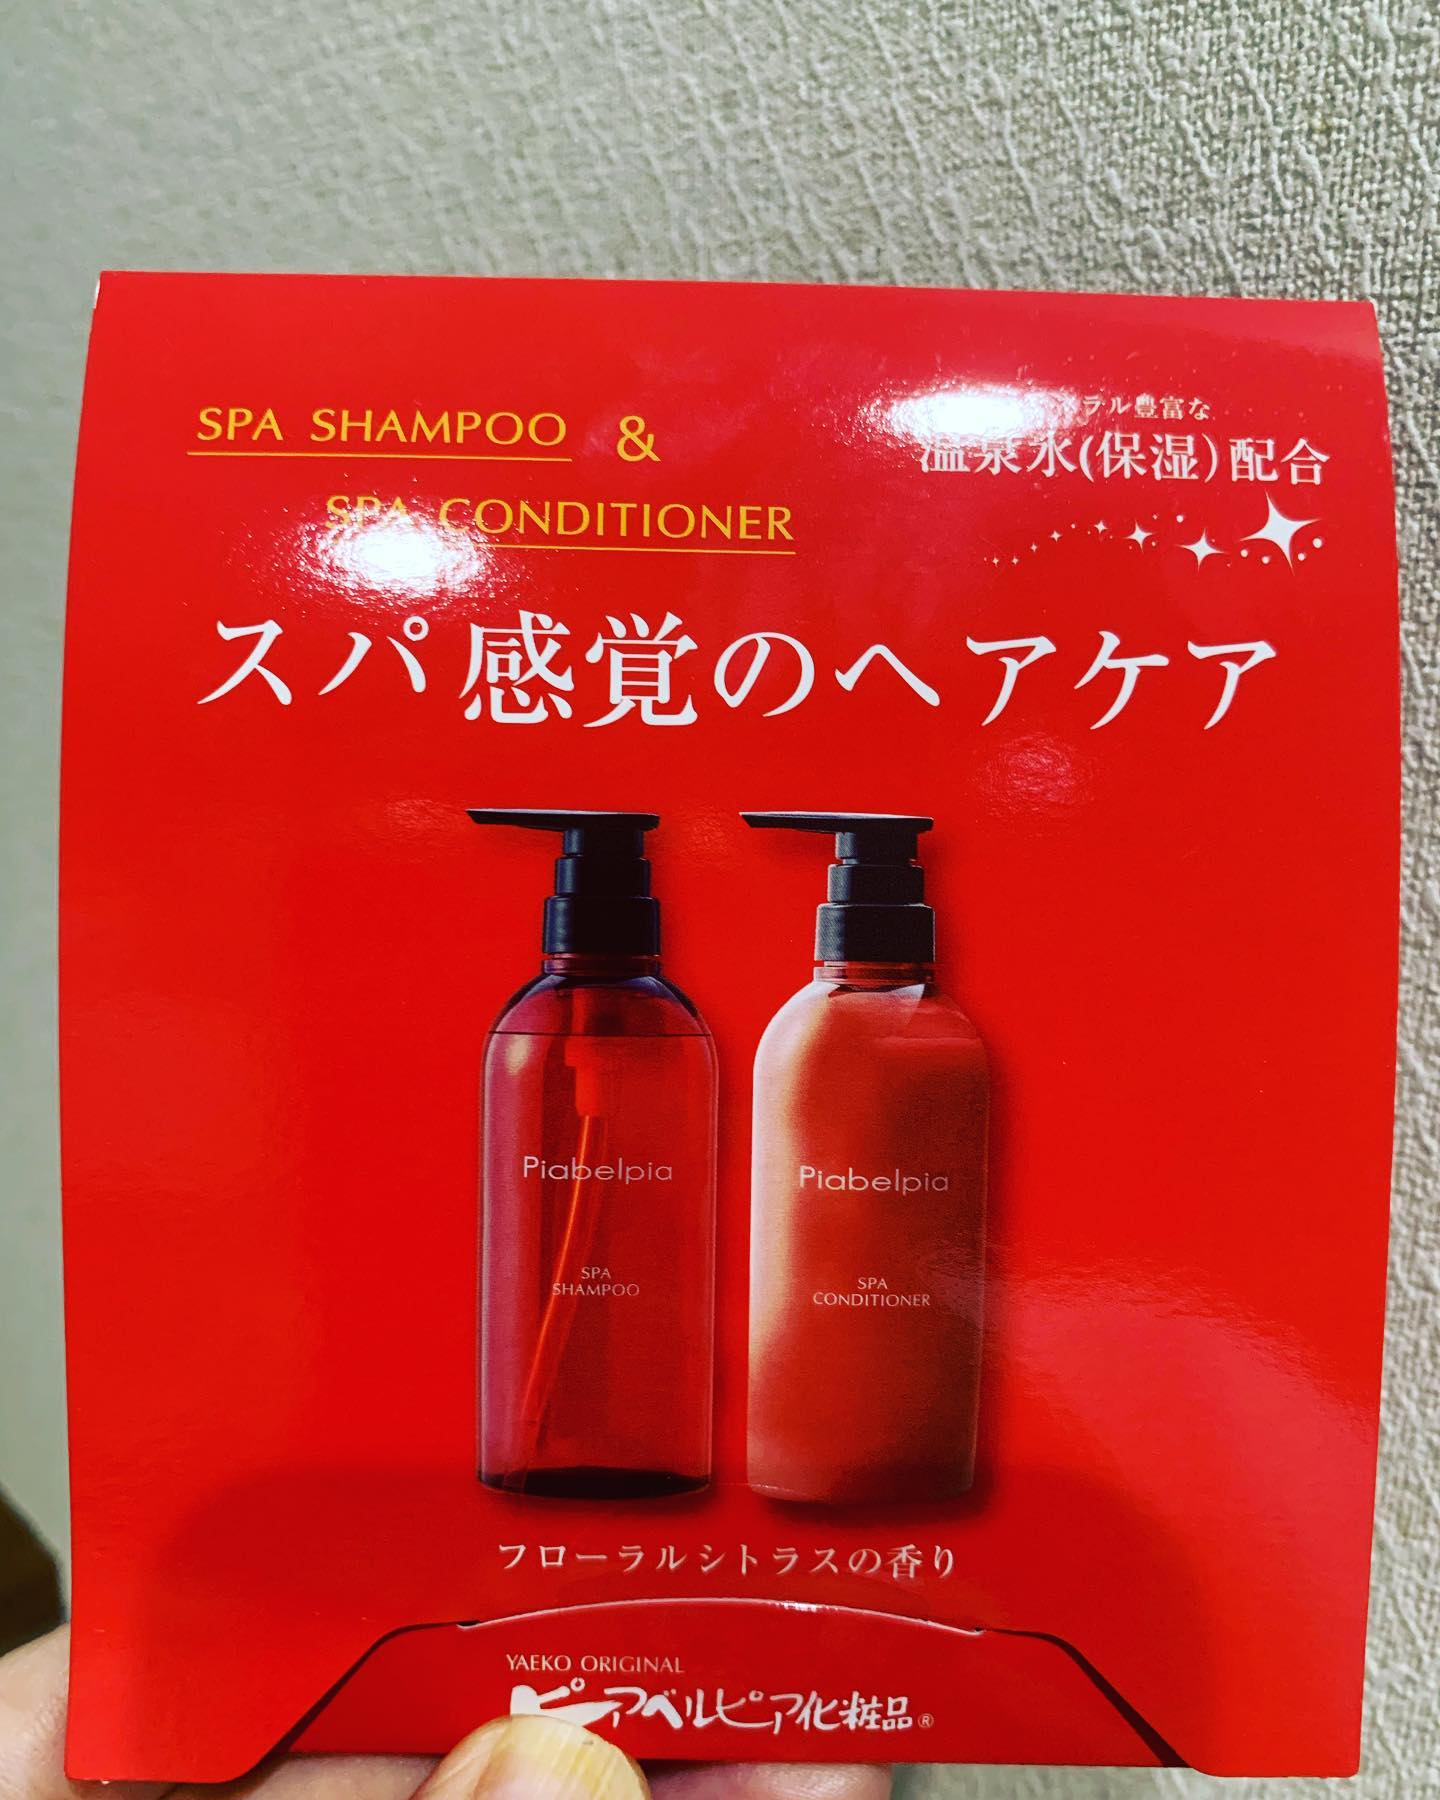 SPA SHAMPOO &
SPA CONDITIONER
ラル豊富な
温泉水(保湿)配合
スパ感覚のヘアケア
Piabelpia
SPA
SHAMPOO
Piabelpia
SPA
CONDITIONER
フローラルシトラスの香り
YAEKO ORIGINAL
ピアベルピア化粧品®